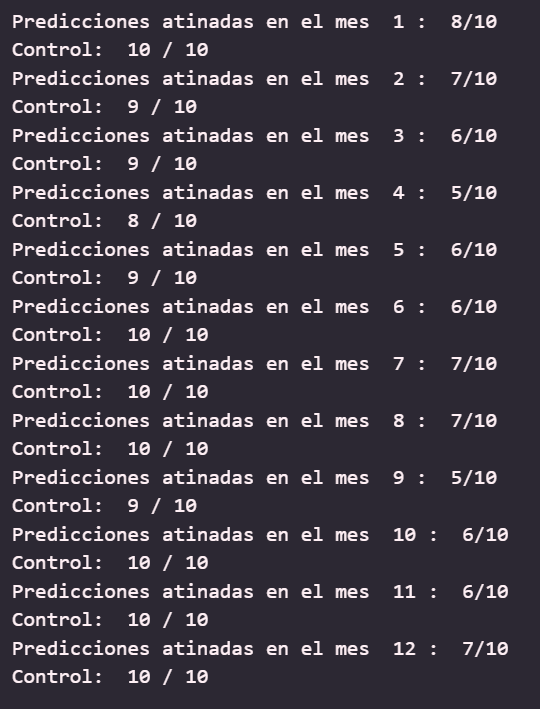 Predicciones atinadas en el mes  1 :  8/10
Control:  10 / 10
Predicciones atinadas en el mes  2 :  7/10
Control:  9 / 10
Predicciones atinadas en el mes  3 :  6/10
Control:  9 / 10
Predicciones atinadas en el mes  4 :  5/10
Control:  8 / 10
Predicciones atinadas en el mes  5 :  6/10
Control:  9 / 10
Predicciones atinadas en el mes  6 :  6/10
Control:  10 / 10
Predicciones atinadas en el mes  7 :  7/10
Control:  10 / 10
Predicciones atinadas en el mes  8 :  7/10
Control:  10 / 10
Predicciones atinadas en el mes  9 :  5/10
Control:  9 / 10
Predicciones atinadas en el mes  10 :  6/10
Control:  10 / 10
Predicciones atinadas en el mes  11 :  6/10
Control:  10 / 10
Predicciones atinadas en el mes  12 :  7/10
Control:  10 / 10